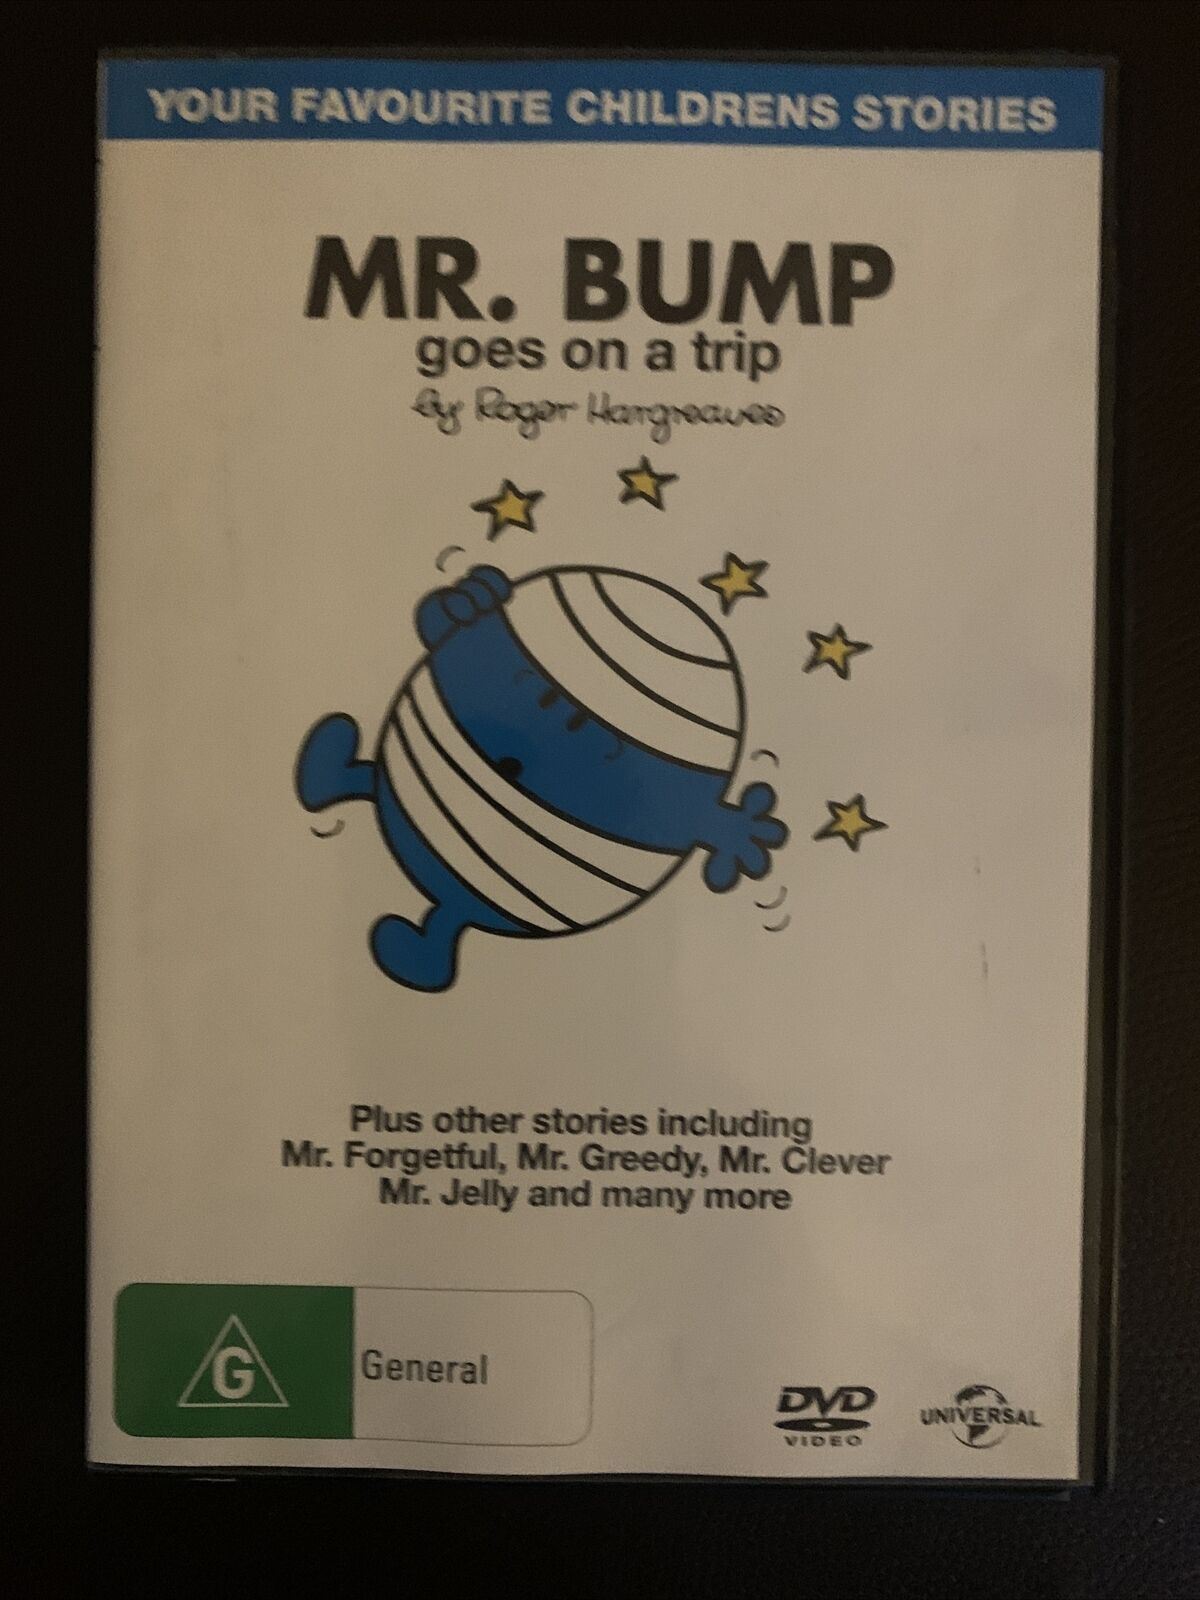 YOUR FAVOURITE CHILDRENS STORIES
MR. BUMP
goes on a trip
by Roger Hargreaves
Plus other stories including
Mr. Forgetful, Mr. Greedy, Mr. Clever
Mr. Jelly and many more
G General
DVD
VIDEO
UNIVERSAL